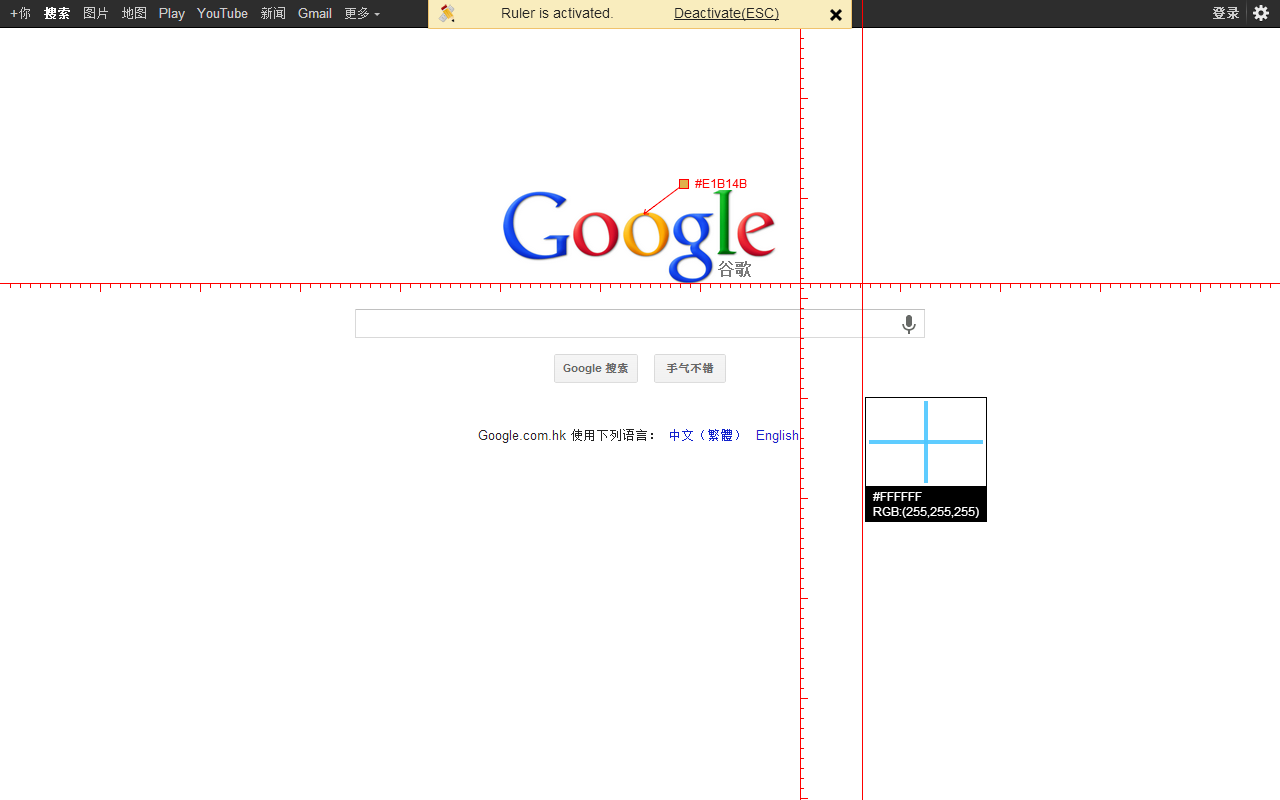 +你 搜索 图片 地图 Play YouTube 新闻 Gmail 更多 Ruler is activated. Deactivate(ESC) 登录
#E1B14B
Google
谷歌
Google 搜索 手气不错
Google.com.hk 使用下列语言： 中文（繁體） English
#FFFFFF
RGB:(255,255,255)